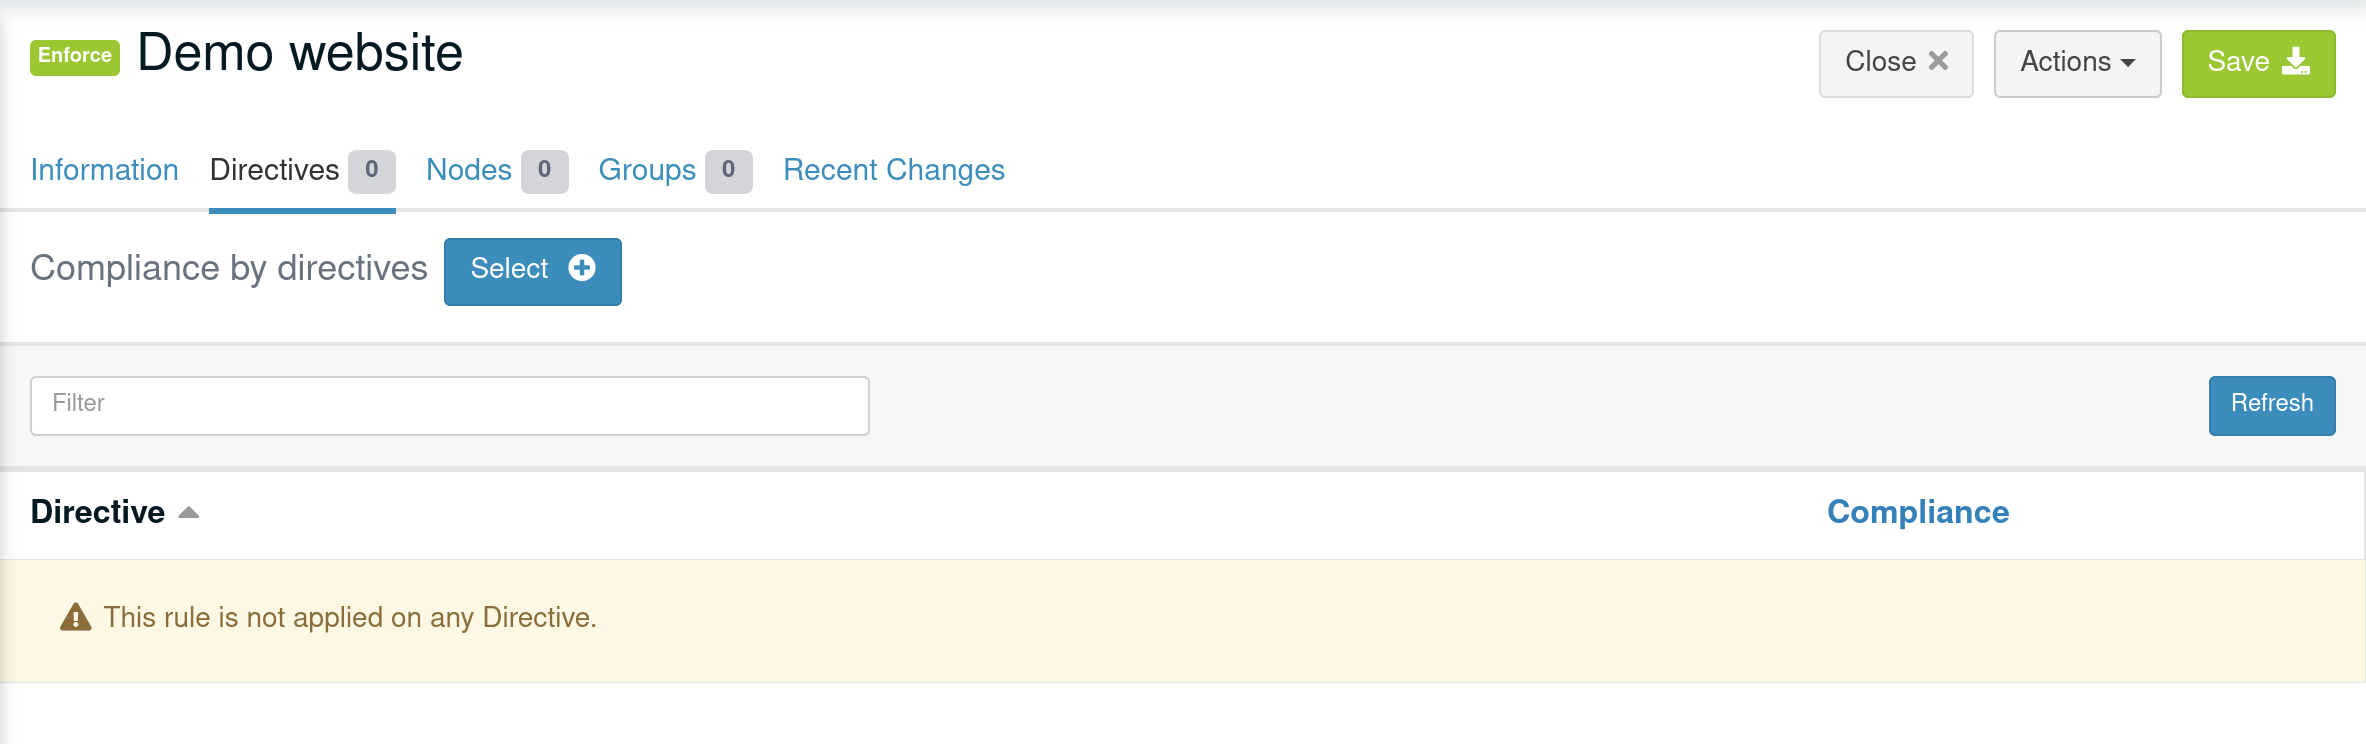 Enforce Demo website
Close Actions Save
Information Directives 0 Nodes 0 Groups 0 Recent Changes
Compliance by directives Select
Filter Refresh
Directive Compliance
This rule is not applied on any Directive.